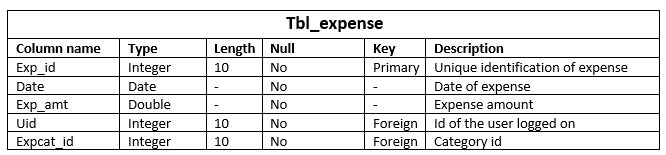 Tbl_expense
Column name Type Length Null Key Description
Exp_id Integer 10 No Primary Unique identification of expense
Date Date - No - Date of expense
Exp_amt Double - No - Expense amount
Uid Integer 10 No Foreign Id of the user logged on
Expcat_id Integer 10 No Foreign Category id